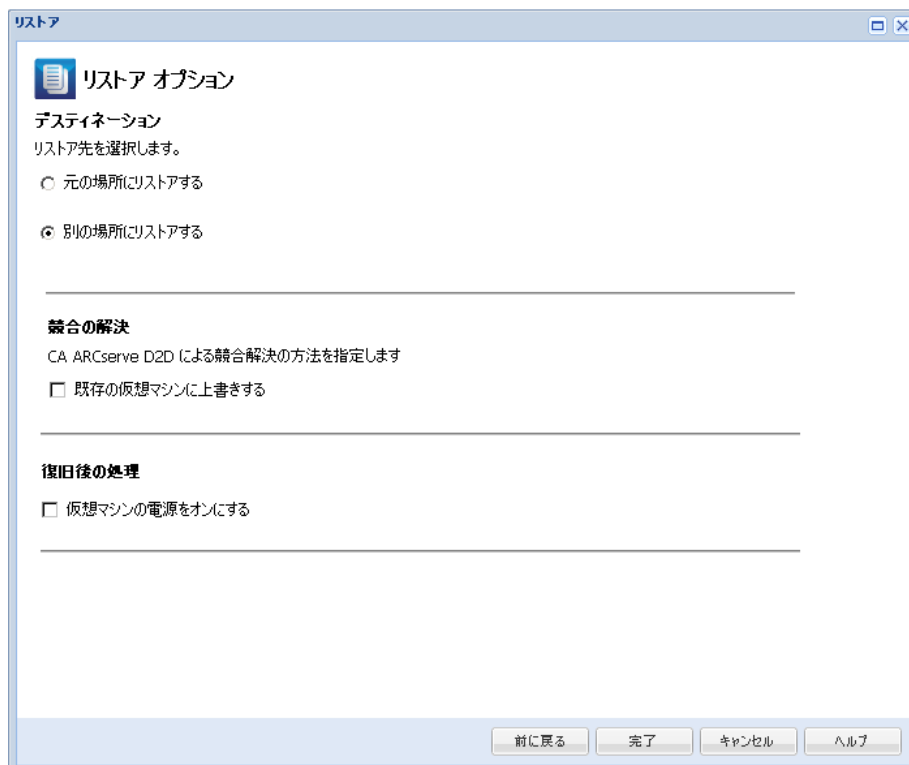 リストア
リストア オプション
デスティネーション
リストア先を選択します。
元の場所にリストアする
別の場所にリストアする
競合の解決
CA ARCserve D2D による競合解決の方法を指定します
既存の仮想マシンに上書きする
復旧後の処理
仮想マシンの電源をオンにする
前に戻る 完了 キャンセル ヘルプ